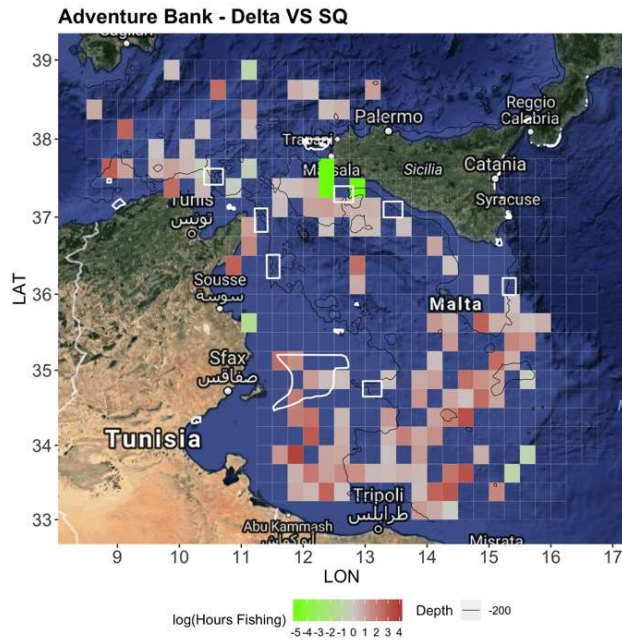 Adventure Bank - Delta VS SQ
39
38
37
36
35
34
33
LAT
Cagliari
Palermo
Reggio
Calabria
Trapani
Marsala
Sicilia
Catania
Syracuse
Tunis
تونس
Sousse
سوسة
Malta
Sfax
صفاقس
Tunisia
Tripoli
طرابلس
Abu Kammash
أبو كماش
Misrata
9 10 11 12 13 14 15 16 17
LON
log(Hours Fishing)
-5 -4 -3 -2 -1 0 1 2 3 4
Depth -200